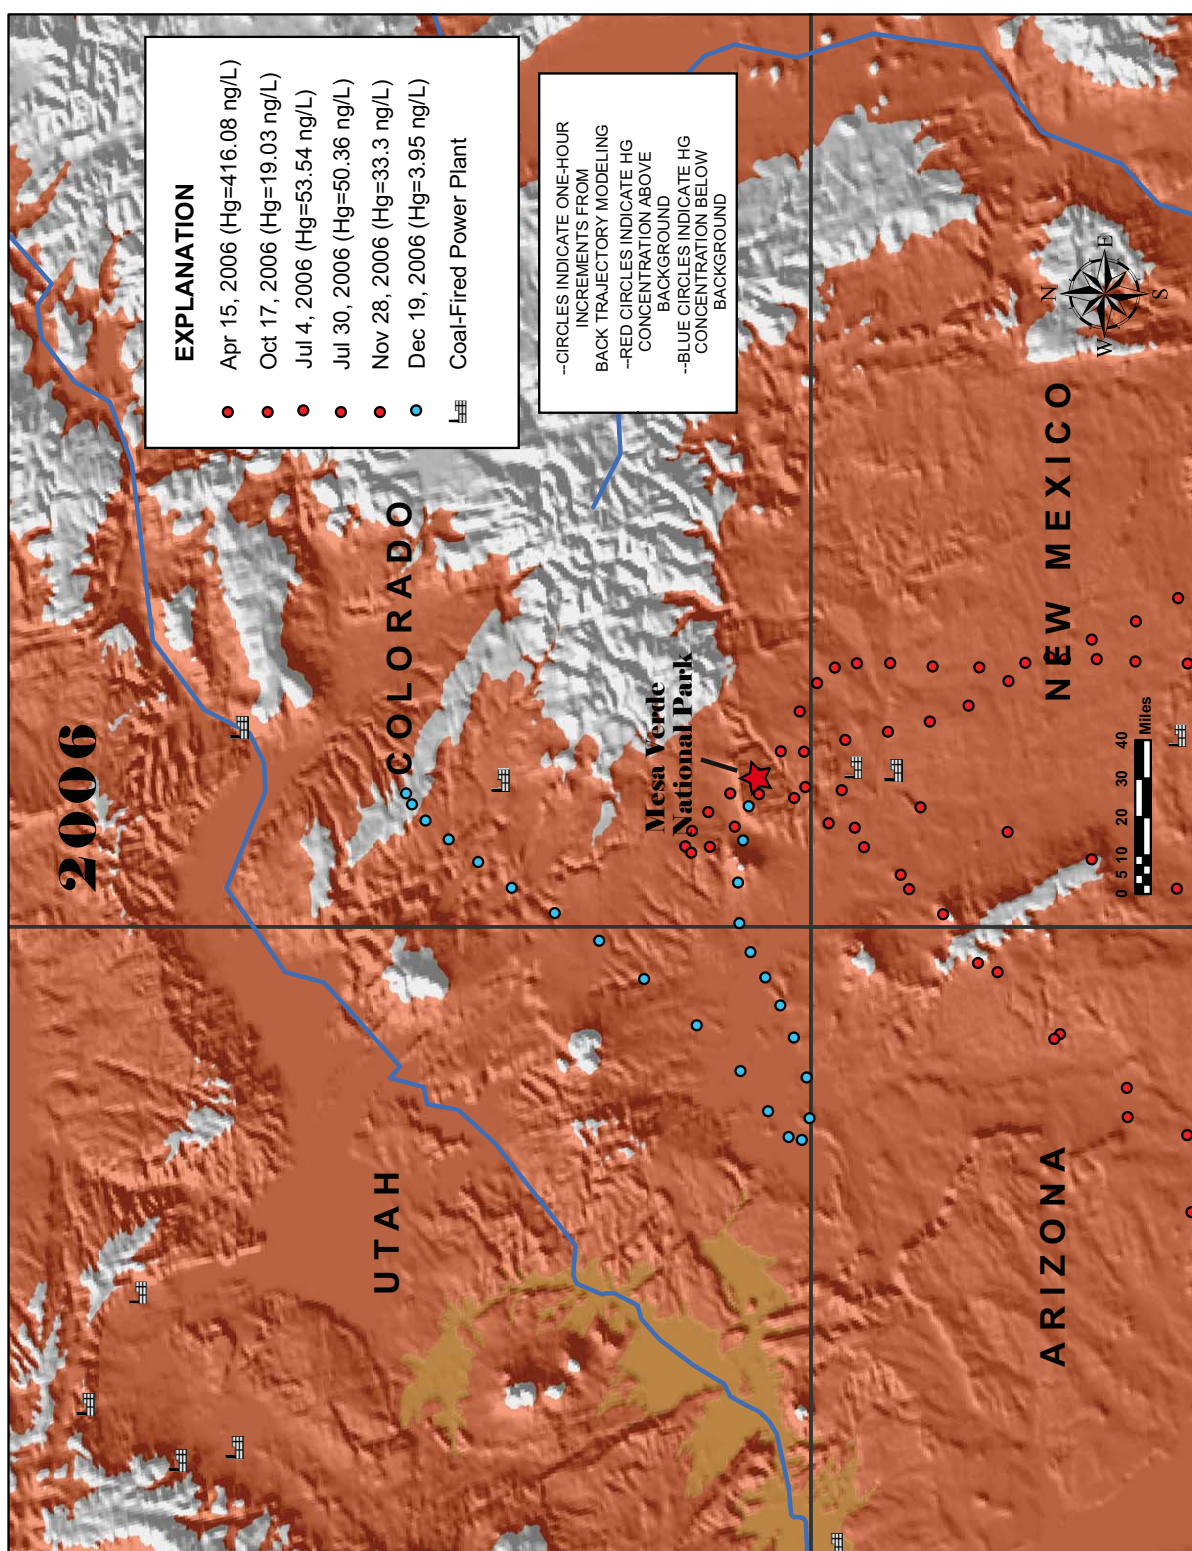 2006
EXPLANATION
Apr 15, 2006 (Hg=416.08 ng/L)
Oct 17, 2006 (Hg=19.03 ng/L)
Jul 4, 2006 (Hg=53.54 ng/L)
Jul 30, 2006 (Hg=50.36 ng/L)
Nov 28, 2006 (Hg=33.3 ng/L)
Dec 19, 2006 (Hg=3.95 ng/L)
Coal-Fired Power Plant
--CIRCLES INDICATE ONE-HOUR
INCREMENTS FROM
BACK TRAJECTORY MODELING
--RED CIRCLES INDICATE HG
CONCENTRATION ABOVE
BACKGROUND
--BLUE CIRCLES INDICATE HG
CONCENTRATION BELOW
BACKGROUND
UTAH
COLORADO
Mesa Verde
National Park
ARIZONA
NEW MEXICO
N
W
E
S
0 5 10 20 30 40
Miles